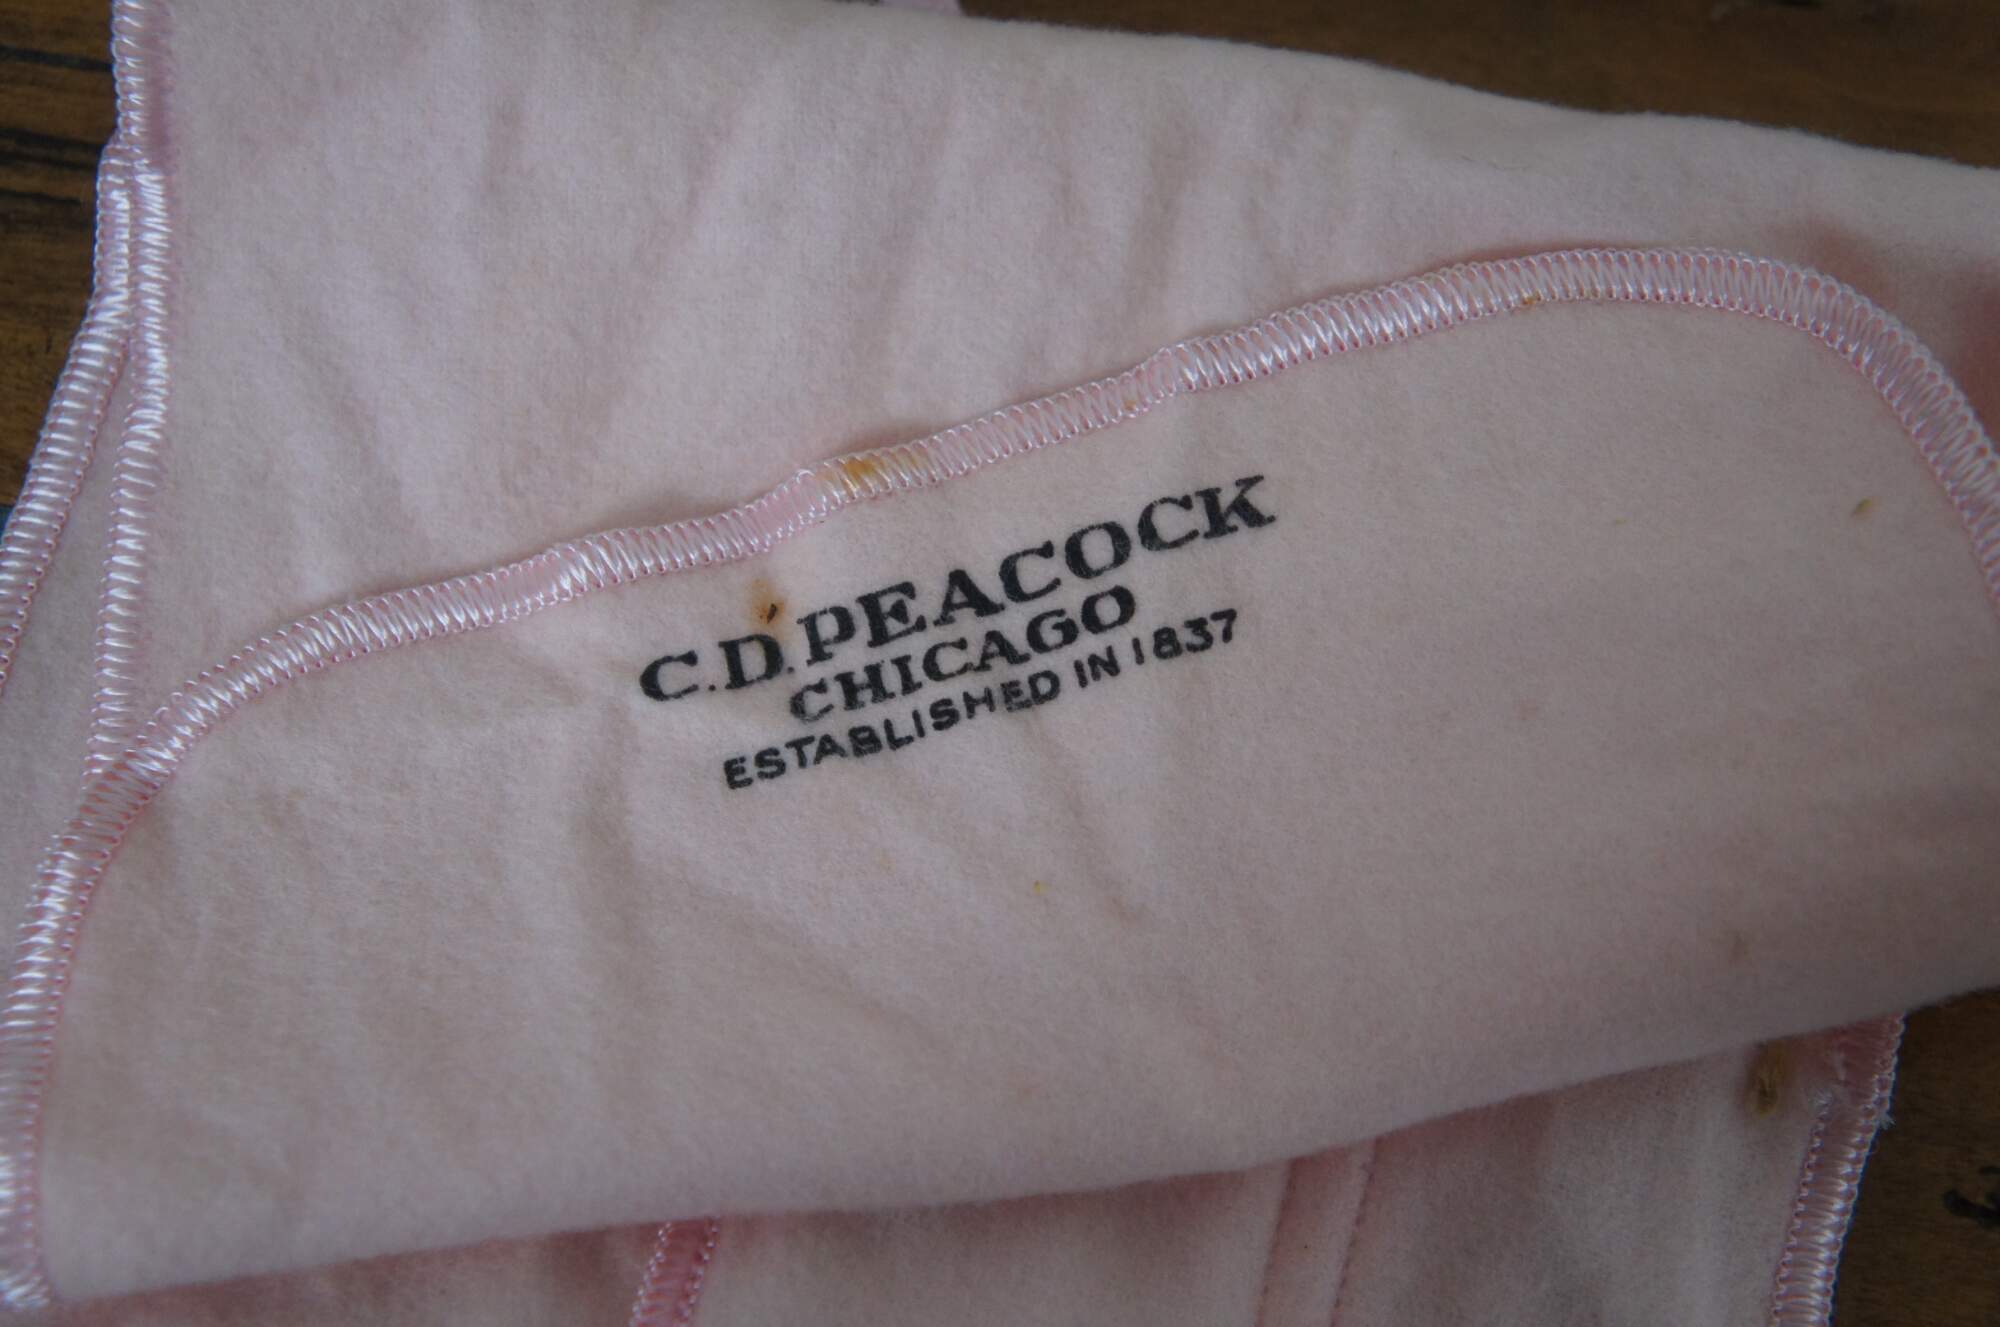 C.D. PEACOCK
CHICAGO
ESTABLISHED IN 1837